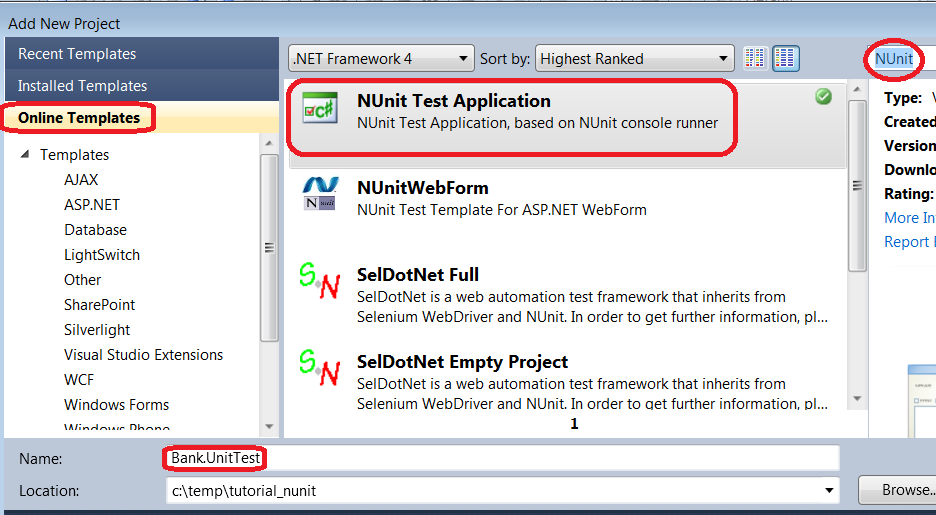 Add New Project
Recent Templates
Installed Templates
Online Templates
Templates
AJAX
ASP.NET
Database
LightSwitch
Other
SharePoint
Silverlight
Visual Studio Extensions
WCF
Windows Forms
Windows Phone
.NET Framework 4
Sort by: Highest Ranked
NUnit Test Application
NUnit Test Application, based on NUnit console runner
NUnitWebForm
NUnit Test Template For ASP.NET WebForm
SelDotNet Full
SelDotNet is a web automation test framework that inherits from
Selenium WebDriver and NUnit. In order to get further information, pl...
SelDotNet Empty Project
SelDotNet is a web automation test framework that inherits from
Selenium WebDriver and NUnit. In order to get further information, pl...
1
NUnit
Type:
Created
Version
Downlo
Rating:
More In
Report
Name: Bank.UnitTest
Location: c:\temp\tutorial_nunit
Browse..